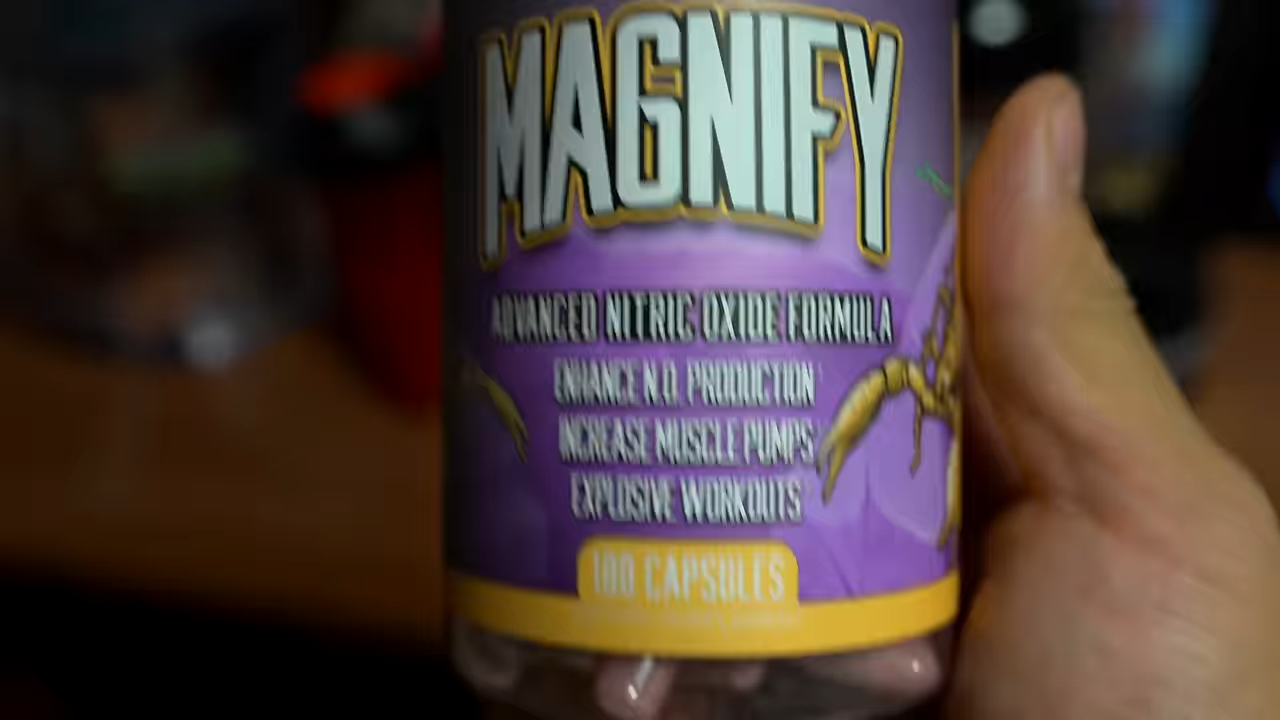 MAGNIFY
ADVANCED NITRIC OXIDE FORMULA
ENHANCE N.O. PRODUCTION
INCREASE MUSCLE PUMPS
EXPLOSIVE WORKOUTS
100 CAPSULES